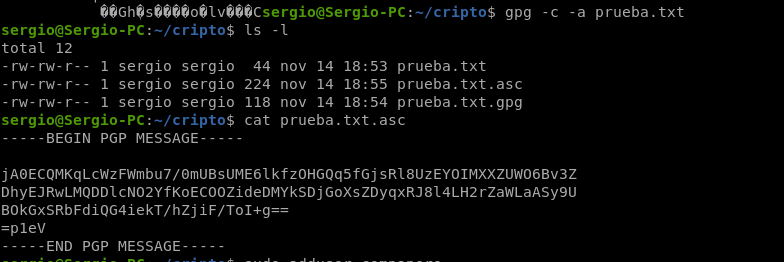 ��Gh�s����o�lv���Csergio@Sergio-PC:~/cripto$ gpg -c -a prueba.txt
sergio@Sergio-PC:~/cripto$ ls -l
total 12
-rw-rw-r-- 1 sergio sergio  44 nov 14 18:53 prueba.txt
-rw-rw-r-- 1 sergio sergio 224 nov 14 18:55 prueba.txt.asc
-rw-rw-r-- 1 sergio sergio 118 nov 14 18:54 prueba.txt.gpg
sergio@Sergio-PC:~/cripto$ cat prueba.txt.asc
-----BEGIN PGP MESSAGE-----

jA0ECQMKqLcWzFWmbu7/0mUBsUME6lkfzOHGQq5fGjsRl8UzEYOIMXXZUWO6Bv3Z
DhyEJRwLMQDDlcNO2YfKoECOOZideDMYkSDjGoXsZDyqxRJ8l4LH2rZaWLaASy9U
BOkGxSRbFdiQG4iekT/hZjiF/ToI+g==
=p1eV
-----END PGP MESSAGE-----